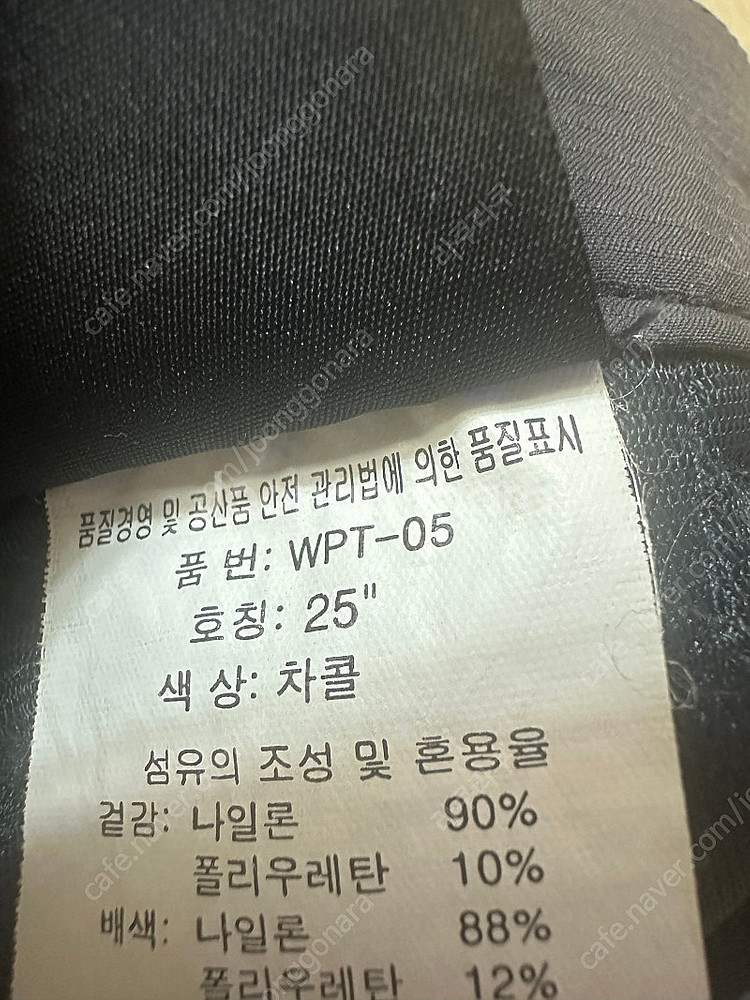 품질경영 및 공산품 안전 관리법에 의한 품질표시
품 번: WPT-05
호칭: 25"
색 상: 차콜
섬유의 조성 및 혼용율
겉감: 나일론 90%
폴리우레탄 10%
배색: 나일론 88%
폴리우레탄 12%
cafe.naver.com/joonggonara